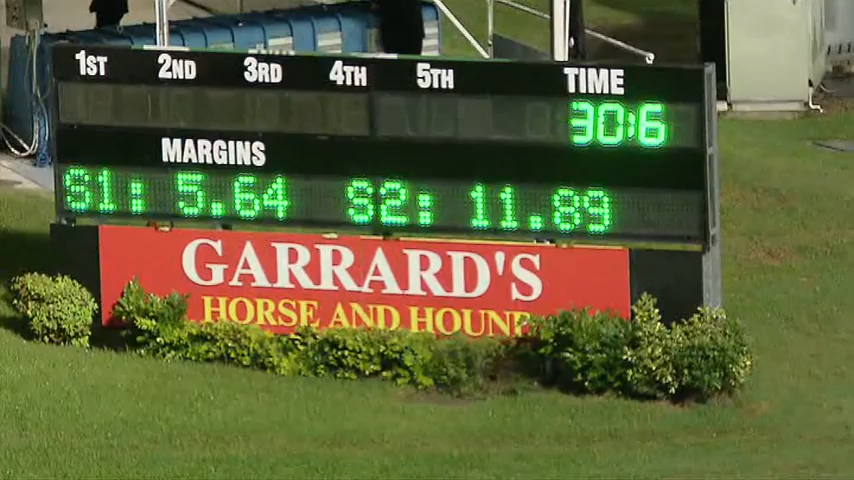 1ST 2ND 3RD 4TH 5TH TIME
30:6
MARGINS
S1: 5.64 S2: 11.89
GARRARD'S
HORSE AND HOUND